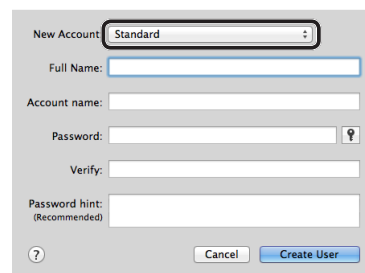 New Account: Standard
Full Name:
Account name:
Password:
Verify:
Password hint:
(Recommended)
? Cancel Create User